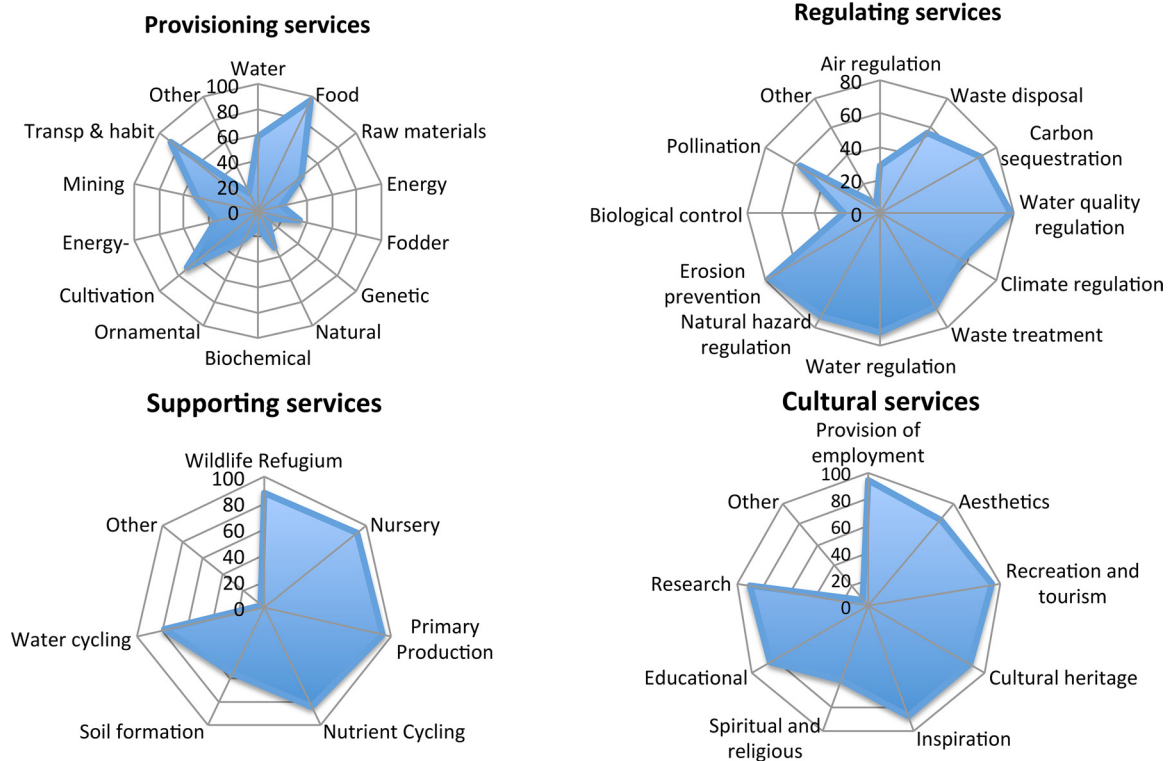 Provisioning services
Water
100
80
60
40
20
0
Food
Raw materials
Energy
Fodder
Genetic
Natural
Biochemical
Ornamental
Cultivation
Energy-
Mining
Transp & habit
Other
Regulating services
Air regulation
80
60
40
20
0
Waste disposal
Carbon
sequestration
Water quality
regulation
Climate regulation
Waste treatment
Water regulation
Natural hazard
regulation
Erosion
prevention
Biological control
Pollination
Other
Supporting services
Wildlife Refugium
100
80
60
40
20
0
Nursery
Primary
Production
Nutrient Cycling
Soil formation
Water cycling
Other
Cultural services
Provision of
employment
100
80
60
40
20
0
Aesthetics
Recreation and
tourism
Cultural heritage
Inspiration
Spiritual and
religious
Educational
Research
Other